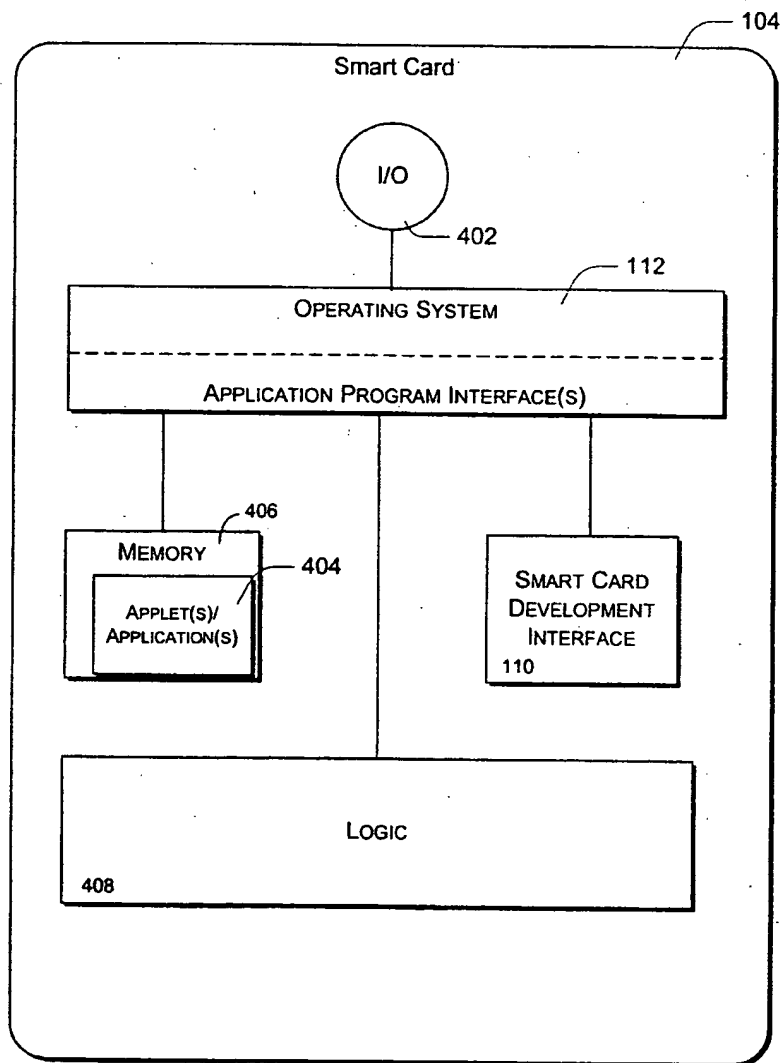 104
Smart Card
I/O
402
112
OPERATING SYSTEM
APPLICATION PROGRAM INTERFACE(S)
406
MEMORY
404
APPLET(S)/
APPLICATION(S)
SMART CARD
DEVELOPMENT
INTERFACE
110
LOGIC
408